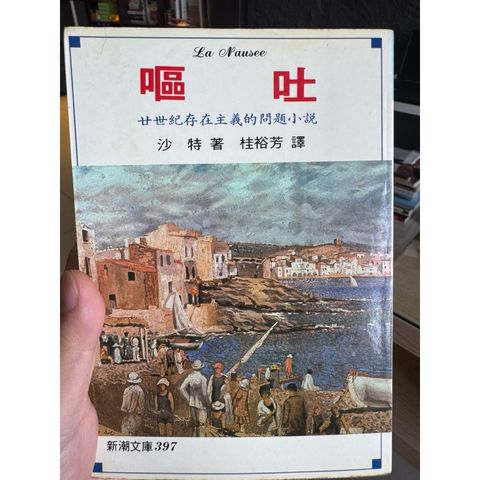 La Nausee
嘔吐
廿世紀存在主義的問題小説
沙特著 桂裕芳譯
新潮文庫397